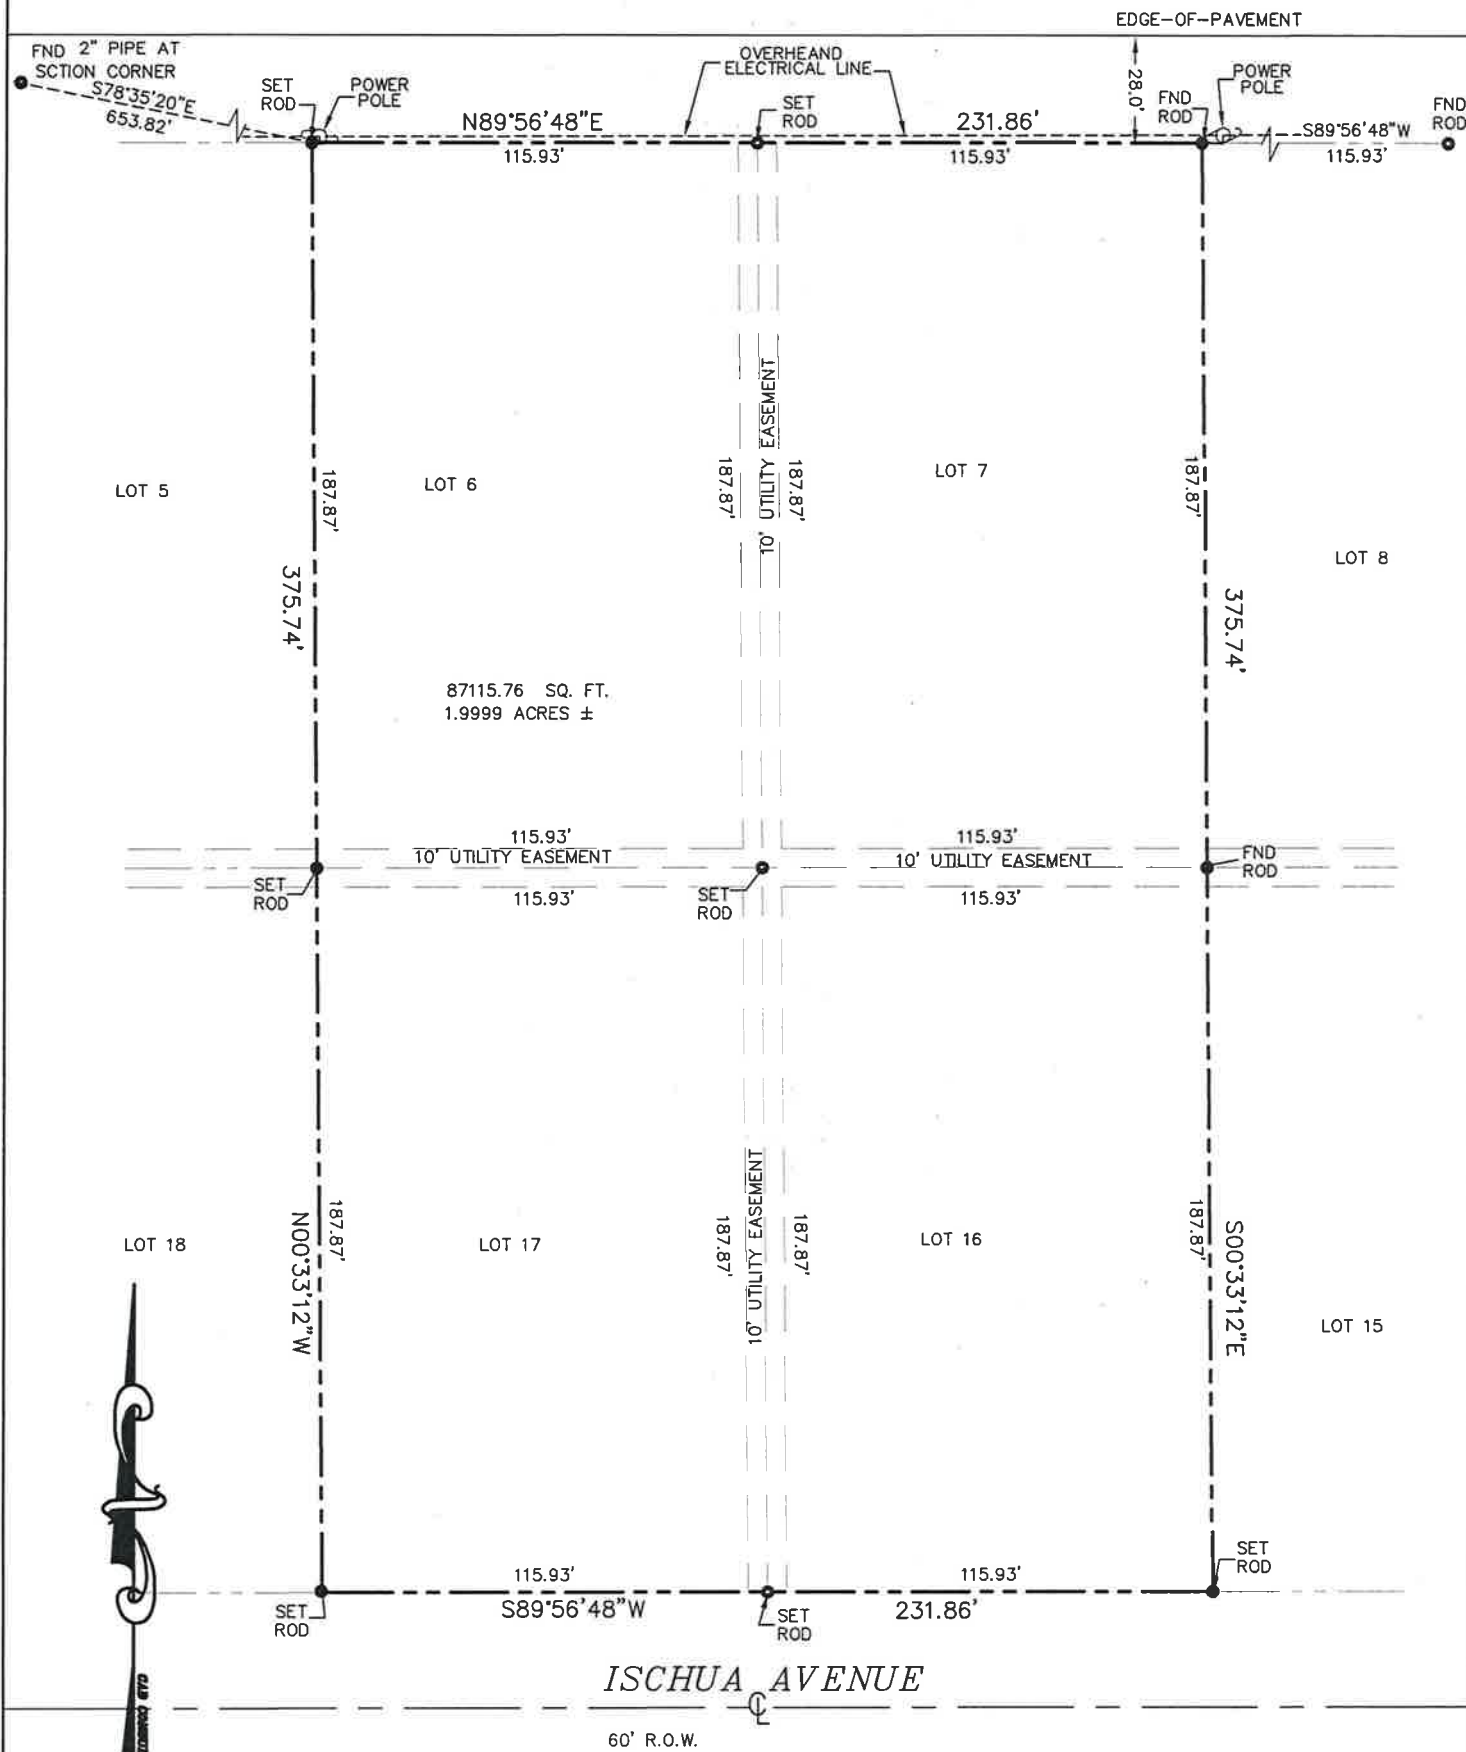 EDGE-OF-PAVEMENT
FND 2" PIPE AT
SCTION CORNER
S78°35'20"E
653.82'
SET
ROD
POWER
POLE
OVERHEAND
ELECTRICAL LINE
N89°56'48"E
115.93'
SET
ROD
231.86'
115.93'
28.0'
FND
ROD
POWER
POLE
S89°56'48"W
115.93'
FND
ROD
LOT 5
187.87'
375.74'
LOT 6
187.87'
10' UTILITY EASEMENT
187.87'
LOT 7
187.87'
375.74'
LOT 8
87115.76 SQ. FT.
1.9999 ACRES ±
115.93'
10' UTILITY EASEMENT
115.93'
115.93'
10' UTILITY EASEMENT
115.93'
SET
ROD
SET
ROD
FND
ROD
LOT 18
N00°33'12"W
187.87'
LOT 17
187.87'
10' UTILITY EASEMENT
187.87'
LOT 16
187.87'
S00°33'12"E
LOT 15
115.93'
S89°56'48"W
115.93'
231.86'
SET
ROD
SET
ROD
SET
ROD
ISCHUA AVENUE
CL
60' R.O.W.